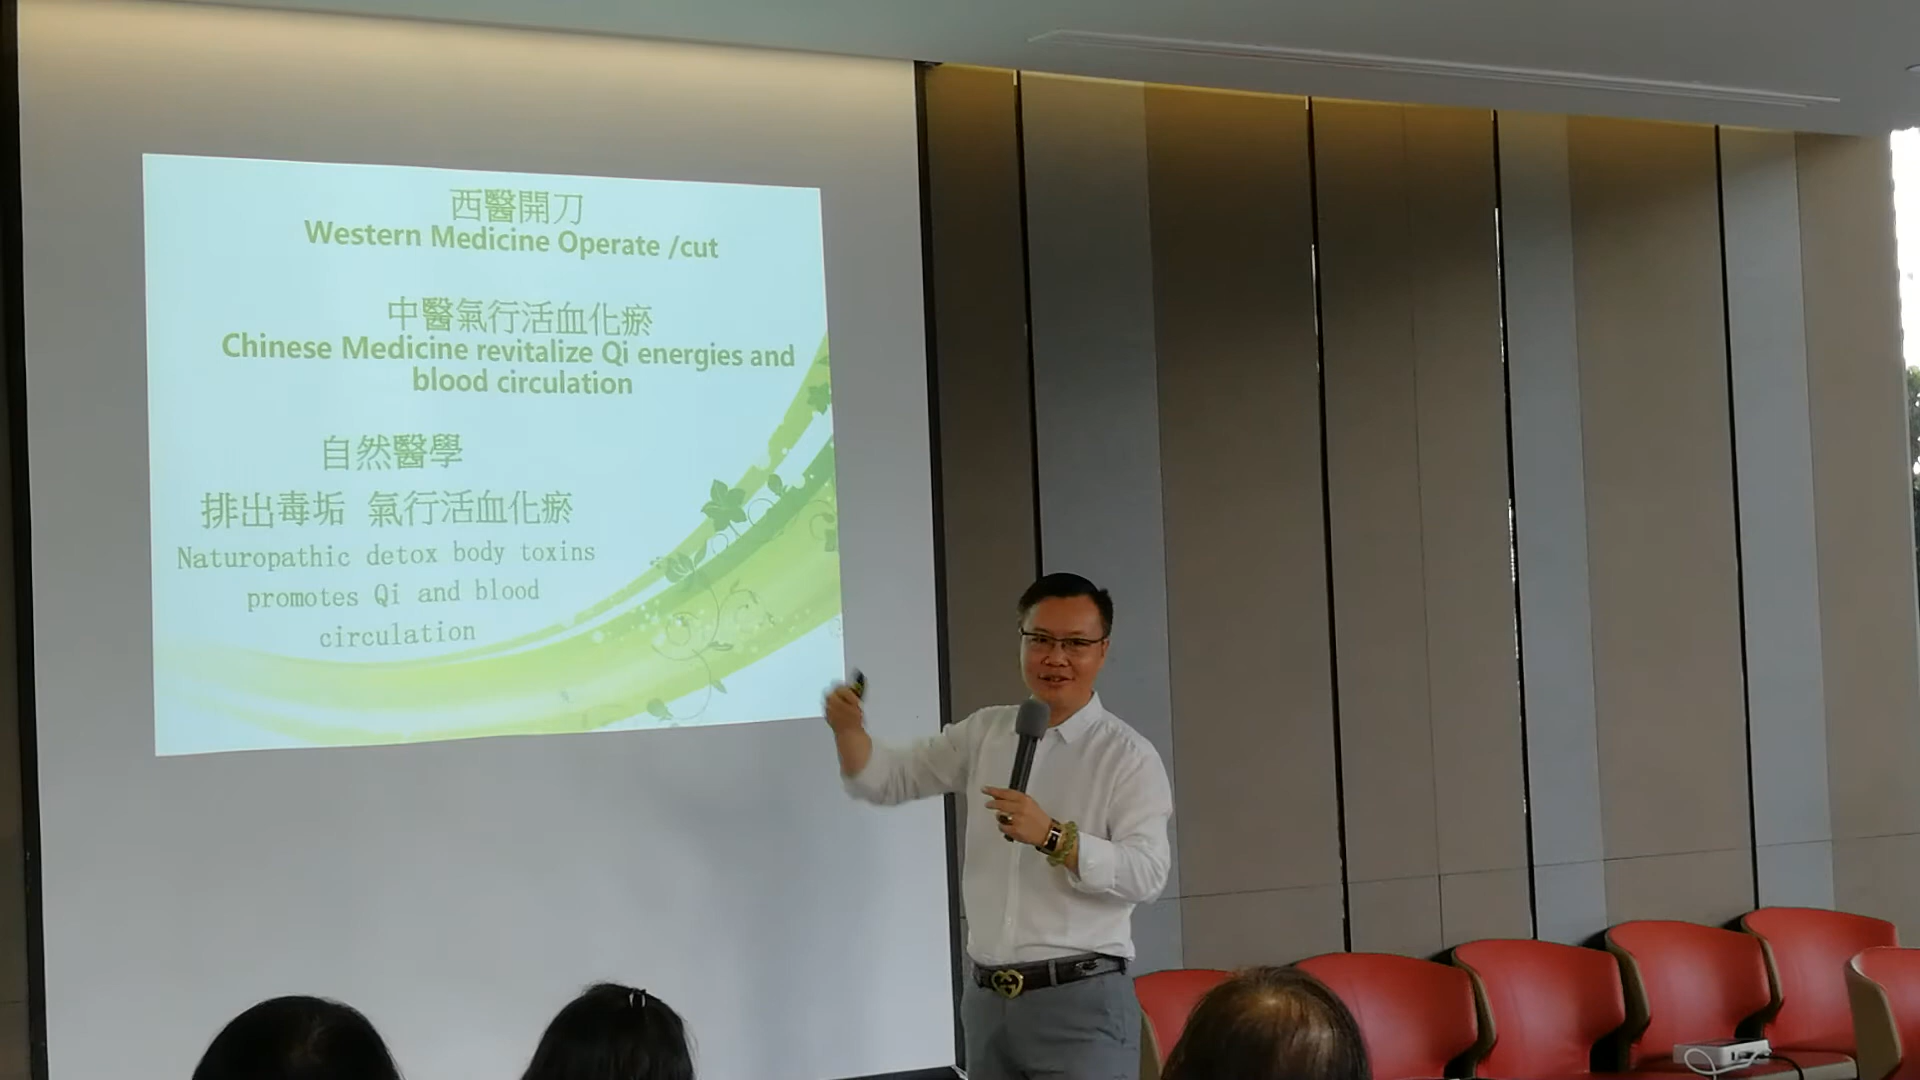 西醫開刀
Western Medicine Operate /cut
中醫氣行活血化瘀
Chinese Medicine revitalize Qi energies and
blood circulation
自然醫學
排出毒垢 氣行活血化瘀
Naturopathic detox body toxins
promotes Qi and blood
circulation